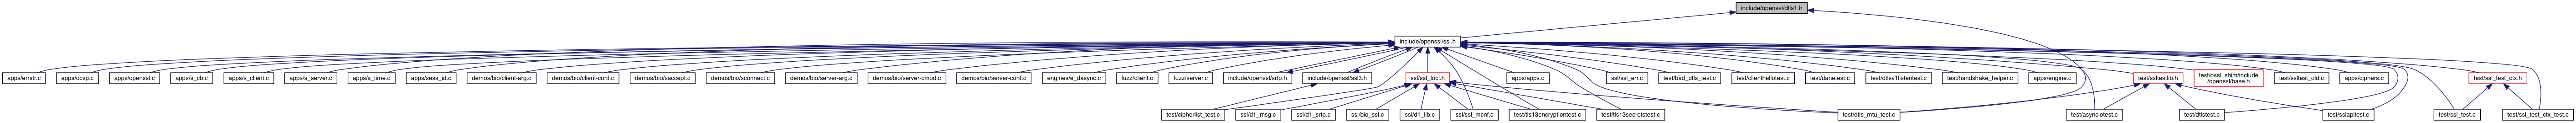 include/openssl/dtls1.h
include/openssl/ssl.h
apps/errstr.c
apps/ocsp.c
apps/openssl.c
apps/s_cb.c
apps/s_client.c
apps/s_server.c
apps/s_time.c
apps/sess_id.c
demos/bio/client-arg.c
demos/bio/client-conf.c
demos/bio/saccept.c
demos/bio/sconnect.c
demos/bio/server-arg.c
demos/bio/server-cmod.c
demos/bio/server-conf.c
engines/e_dasync.c
fuzz/client.c
fuzz/server.c
include/openssl/srtp.h
include/openssl/ssl3.h
ssl/ssl_locl.h
apps/apps.c
ssl/ssl_err.c
test/bad_dtls_test.c
test/clienthellotest.c
test/danetest.c
test/dtlsv1listentest.c
test/handshake_helper.c
apps/engine.c
test/ssltestlib.h
test/ossl_shim/include
/openssl/base.h
test/ssltest_old.c
apps/ciphers.c
test/ssl_test_ctx.h
test/cipherlist_test.c
ssl/d1_msg.c
ssl/d1_srtp.c
ssl/bio_ssl.c
ssl/d1_lib.c
ssl/ssl_mcnf.c
test/tls13encryptiontest.c
test/tls13secretstest.c
test/dtls_mtu_test.c
test/asynciotest.c
test/dtlstest.c
test/sslapitest.c
test/ssl_test.c
test/ssl_test_ctx_test.c